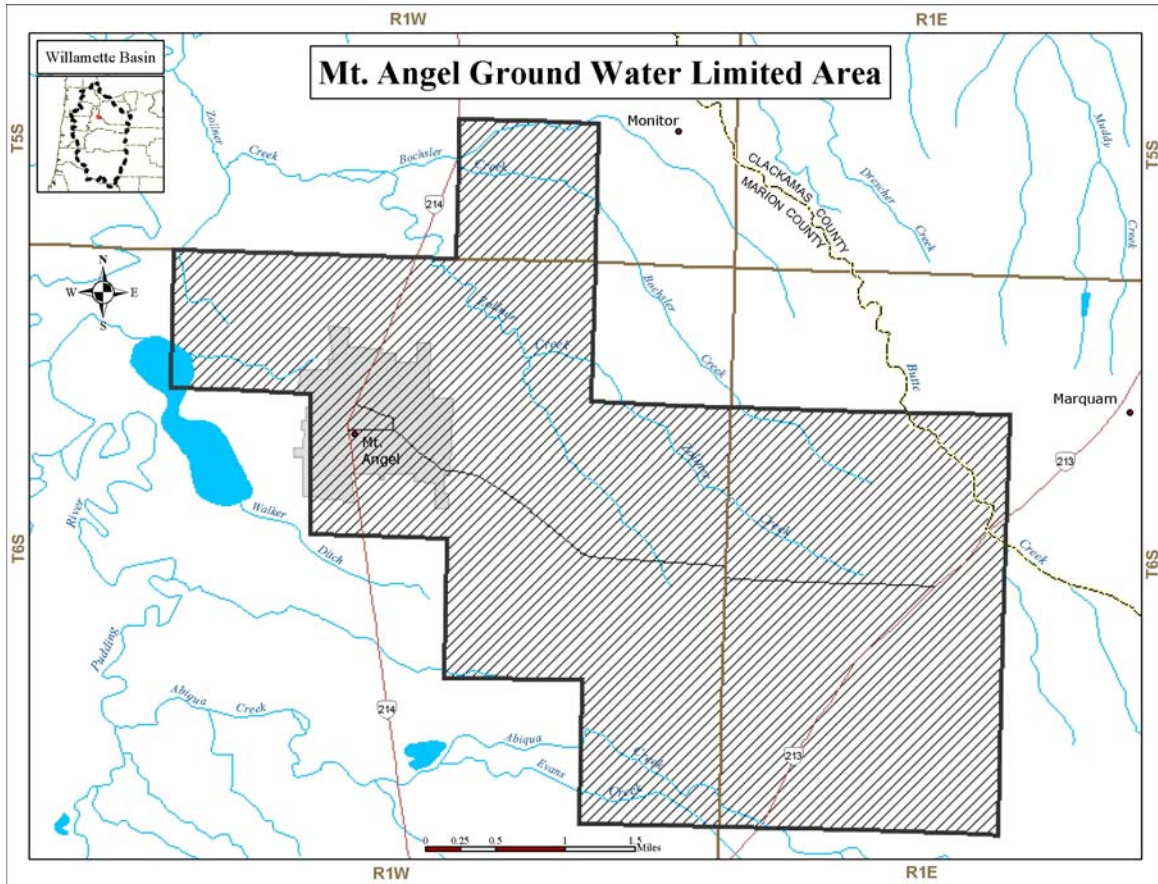 R1W
R1E
Willamette Basin
Mt. Angel Ground Water Limited Area
T5S
T5S
Monitor
Zollner
Creek
Bochsler
Creek
214
CLACKAMAS COUNTY
MARION COUNTY
Drescher
Creek
Muddy
Creek
N
W
E
S
Zollner
Creek
Bochsler
Creek
Butte
Creek
Marquam
213
Mt.
Angel
Zollner
Creek
River
Pudding
Walker
Ditch
T6S
T6S
Abiqua
Creek
214
Abiqua
Creek
Evans
Creek
213
0
0.25
0.5
1
1.5
Miles
R1W
R1E